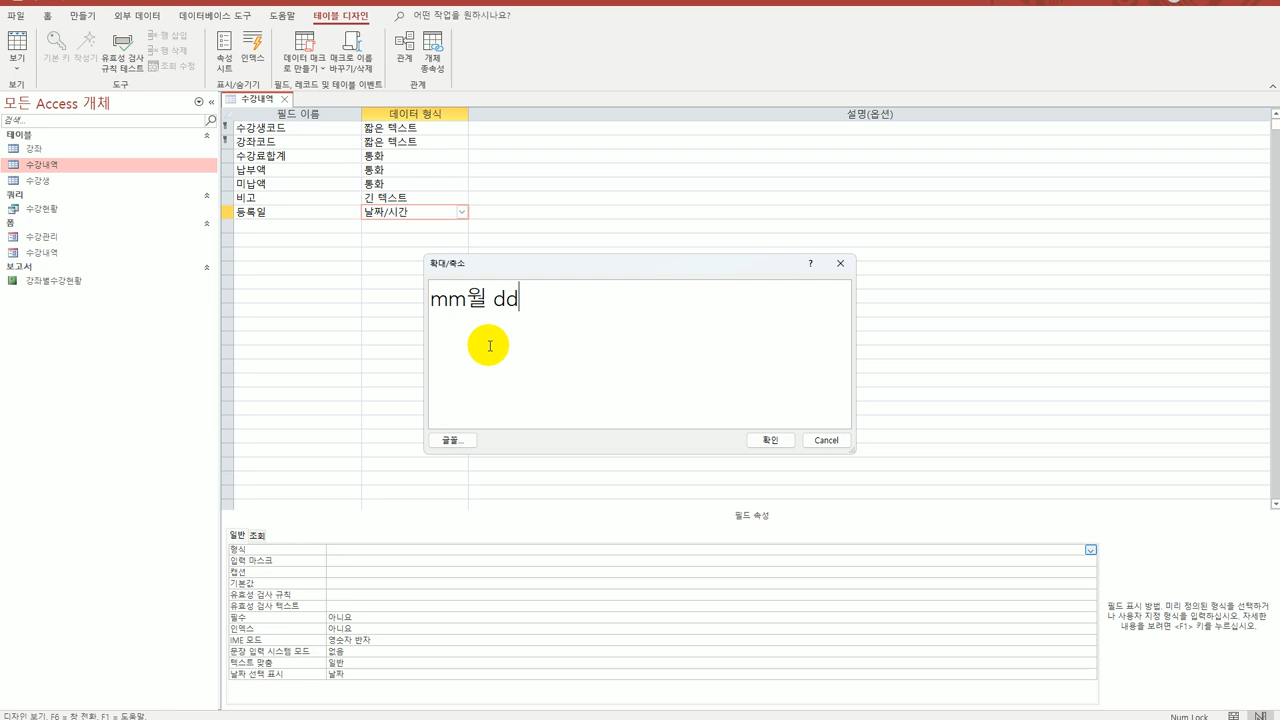 파일 홈 만들기 외부 데이터 데이터베이스 도구 도움말 테이블 디자인 어떤 작업을 원하시나요?
보기
기본 키
작성기
유효성 검사
규칙 테스트
행 삽입
행 삭제
조회 수정
속성
시트
인덱스
데이터 매크
로 만들기
매크로 이름
바꾸기/삭제
관계
개체
종속성
보기 도구 표시/숨기기 필드, 레코드 및 테이블 이벤트 관계
모든 Access 개체
검색...
테이블
강좌
수강내역
수강생
쿼리
수강현황
폼
수강관리
수강내역
보고서
강좌별수강현황
수강내역
필드 이름 데이터 형식 설명(옵션)
수강생코드 짧은 텍스트
강좌코드 짧은 텍스트
수강료합계 통화
납부액 통화
미납액 통화
비고 긴 텍스트
등록일 날짜/시간
확대/축소 ?
mm월 dd
글꼴... 확인 Cancel
필드 속성
일반 조회
형식
입력 마스크
캡션
기본값
유효성 검사 규칙
유효성 검사 텍스트
필수 아니요
인덱스 아니요
IME 모드 영숫자 반자
문장 입력 시스템 모드 없음
텍스트 맞춤 일반
날짜 선택 표시 날짜
필드 표시 방법. 미리 정의된 형식을 선택하거
나 사용자 지정 형식을 입력하십시오. 자세한
내용을 보려면 <F1> 키를 누르십시오.
디자인 보기. F6 = 창 전환. F1 = 도움말.
Num Lock